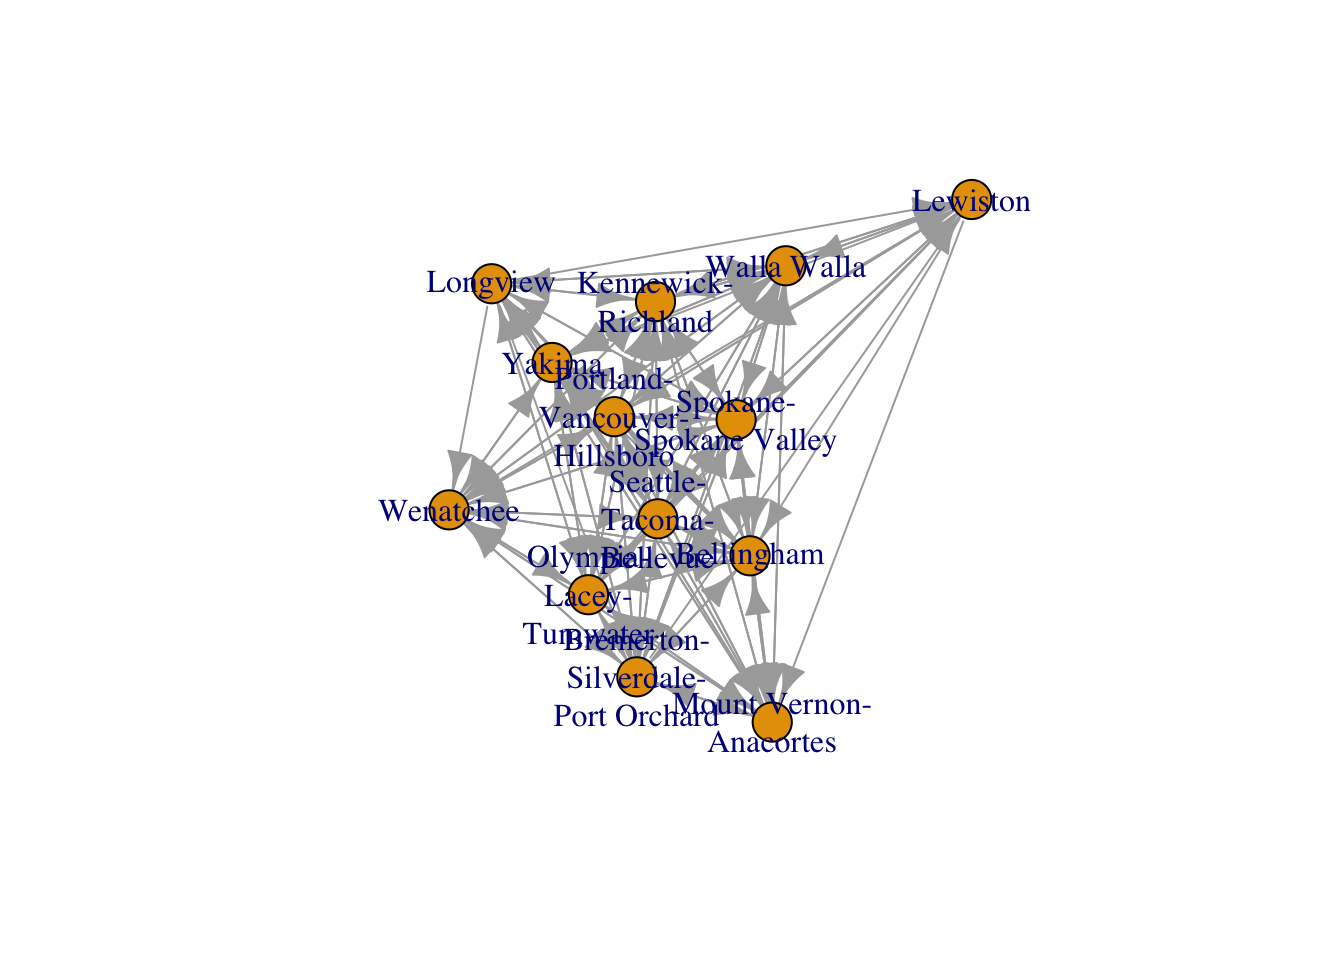 Lewiston
Walla Walla
Longview
Kennewick-
Richland
Yakima
Portland-
Vancouver-
Hillsboro
Spokane-
Spokane Valley
Wenatchee
Seattle-
Tacoma-
Bellevue
Bellingham
Olympia-
Lacey-
Tumwater
Bremerton-
Silverdale-
Port Orchard
Mount Vernon-
Anacortes